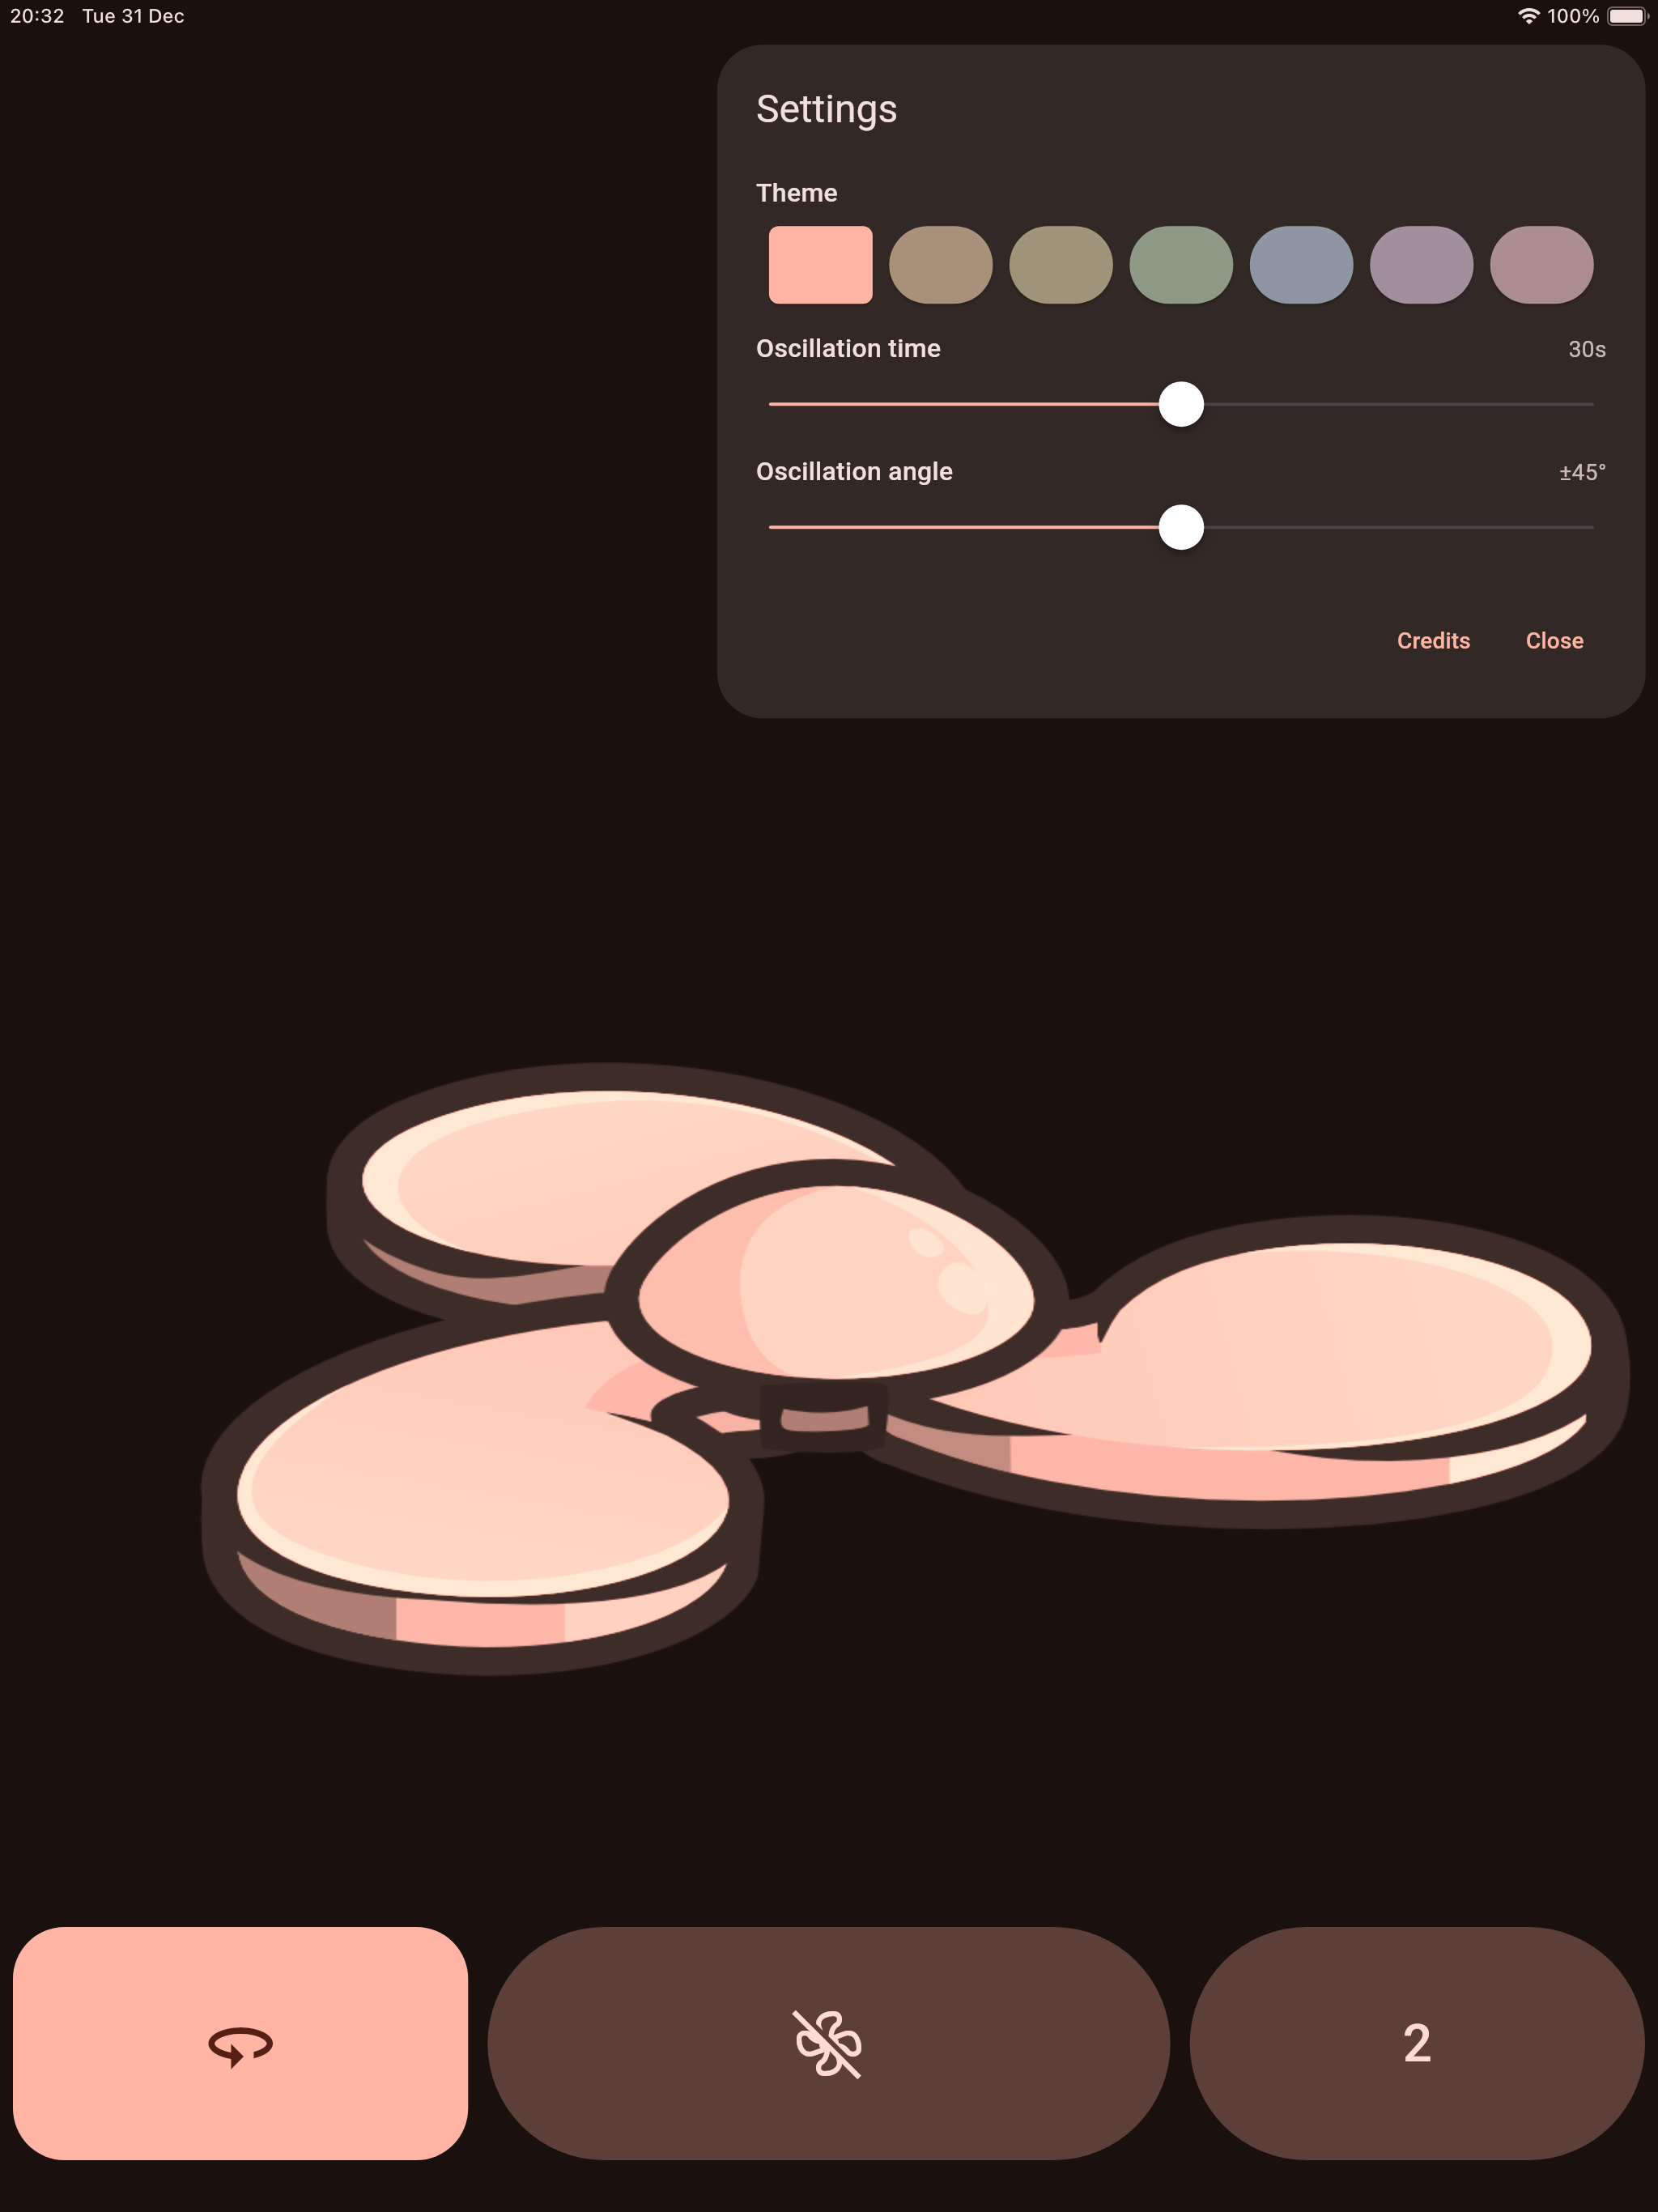 20:32 Tue 31 Dec 100%
Settings
Theme
Oscillation time 30s
Oscillation angle ±45°
Credits Close
2